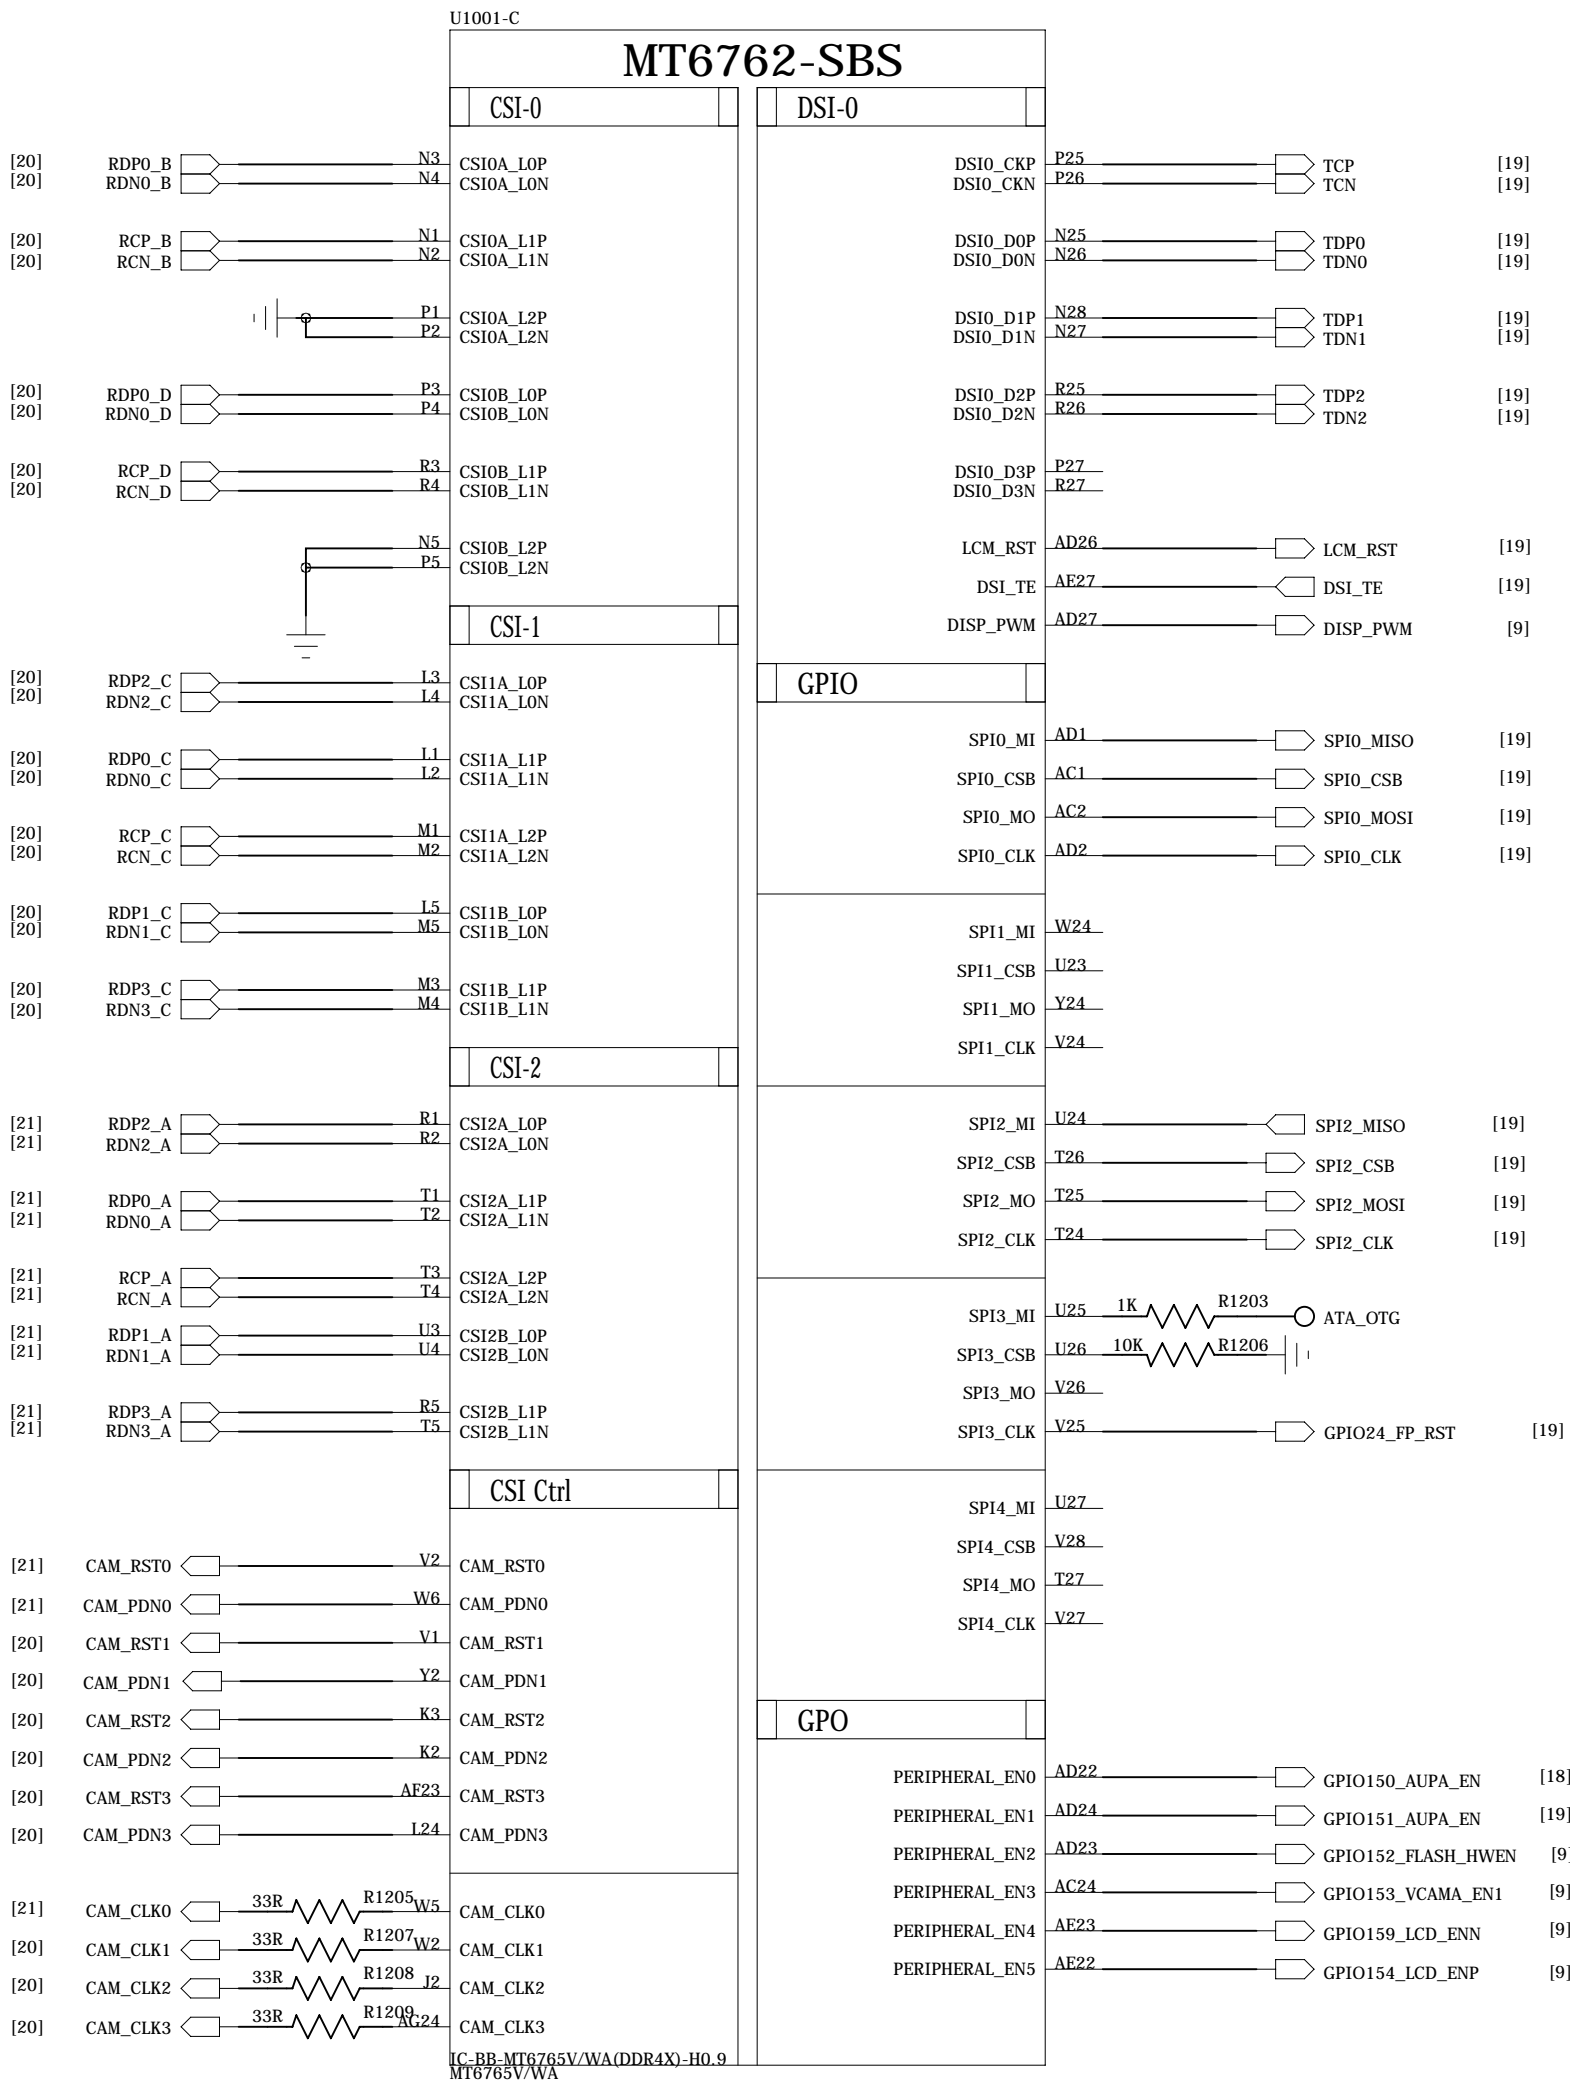 U1001-C
MT6762-SBS
CSI-0
[20] RDP0_B N3 CSI0A_L0P
[20] RDN0_B N4 CSI0A_L0N
[20] RCP_B N1 CSI0A_L1P
[20] RCN_B N2 CSI0A_L1N
P1 CSI0A_L2P
P2 CSI0A_L2N
[20] RDP0_D P3 CSI0B_L0P
[20] RDN0_D P4 CSI0B_L0N
[20] RCP_D R3 CSI0B_L1P
[20] RCN_D R4 CSI0B_L1N
N5 CSI0B_L2P
P5 CSI0B_L2N
CSI-1
[20] RDP2_C L3 CSI1A_L0P
[20] RDN2_C L4 CSI1A_L0N
[20] RDP0_C L1 CSI1A_L1P
[20] RDN0_C L2 CSI1A_L1N
[20] RCP_C M1 CSI1A_L2P
[20] RCN_C M2 CSI1A_L2N
[20] RDP1_C L5 CSI1B_L0P
[20] RDN1_C M5 CSI1B_L0N
[20] RDP3_C M3 CSI1B_L1P
[20] RDN3_C M4 CSI1B_L1N
CSI-2
[21] RDP2_A R1 CSI2A_L0P
[21] RDN2_A R2 CSI2A_L0N
[21] RDP0_A T1 CSI2A_L1P
[21] RDN0_A T2 CSI2A_L1N
[21] RCP_A T3 CSI2A_L2P
[21] RCN_A T4 CSI2A_L2N
[21] RDP1_A U3 CSI2B_L0P
[21] RDN1_A U4 CSI2B_L0N
[21] RDP3_A R5 CSI2B_L1P
[21] RDN3_A T5 CSI2B_L1N
CSI Ctrl
[21] CAM_RST0 V2 CAM_RST0
[21] CAM_PDN0 W6 CAM_PDN0
[20] CAM_RST1 V1 CAM_RST1
[20] CAM_PDN1 Y2 CAM_PDN1
[20] CAM_RST2 K3 CAM_RST2
[20] CAM_PDN2 K2 CAM_PDN2
[20] CAM_RST3 AF23 CAM_RST3
[20] CAM_PDN3 L24 CAM_PDN3
[21] CAM_CLK0 33R R1205 W5 CAM_CLK0
[20] CAM_CLK1 33R R1207 W2 CAM_CLK1
[20] CAM_CLK2 33R R1208 J2 CAM_CLK2
[20] CAM_CLK3 33R R1209 AG24 CAM_CLK3
IC-BB-MT6765V/WA(DDR4X)-H0.9
MT6765V/WA
DSI-0
DSI0_CKP P25 TCP [19]
DSI0_CKN P26 TCN [19]
DSI0_D0P N25 TDP0 [19]
DSI0_D0N N26 TDN0 [19]
DSI0_D1P N28 TDP1 [19]
DSI0_D1N N27 TDN1 [19]
DSI0_D2P R25 TDP2 [19]
DSI0_D2N R26 TDN2 [19]
DSI0_D3P P27
DSI0_D3N R27
LCM_RST AD26 LCM_RST [19]
DSI_TE AE27 DSI_TE [19]
DISP_PWM AD27 DISP_PWM [9]
GPIO
SPI0_MI AD1 SPI0_MISO [19]
SPI0_CSB AC1 SPI0_CSB [19]
SPI0_MO AC2 SPI0_MOSI [19]
SPI0_CLK AD2 SPI0_CLK [19]
SPI1_MI W24
SPI1_CSB U23
SPI1_MO Y24
SPI1_CLK V24
SPI2_MI U24 SPI2_MISO [19]
SPI2_CSB T26 SPI2_CSB [19]
SPI2_MO T25 SPI2_MOSI [19]
SPI2_CLK T24 SPI2_CLK [19]
SPI3_MI U25 1K R1203 ATA_OTG
SPI3_CSB U26 10K R1206
SPI3_MO V26
SPI3_CLK V25 GPIO24_FP_RST [19]
SPI4_MI U27
SPI4_CSB V28
SPI4_MO T27
SPI4_CLK V27
GPO
PERIPHERAL_EN0 AD22 GPIO150_AUPA_EN [18]
PERIPHERAL_EN1 AD24 GPIO151_AUPA_EN [19]
PERIPHERAL_EN2 AD23 GPIO152_FLASH_HWEN [9]
PERIPHERAL_EN3 AC24 GPIO153_VCAMA_EN1 [9]
PERIPHERAL_EN4 AE23 GPIO159_LCD_ENN [9]
PERIPHERAL_EN5 AE22 GPIO154_LCD_ENP [9]